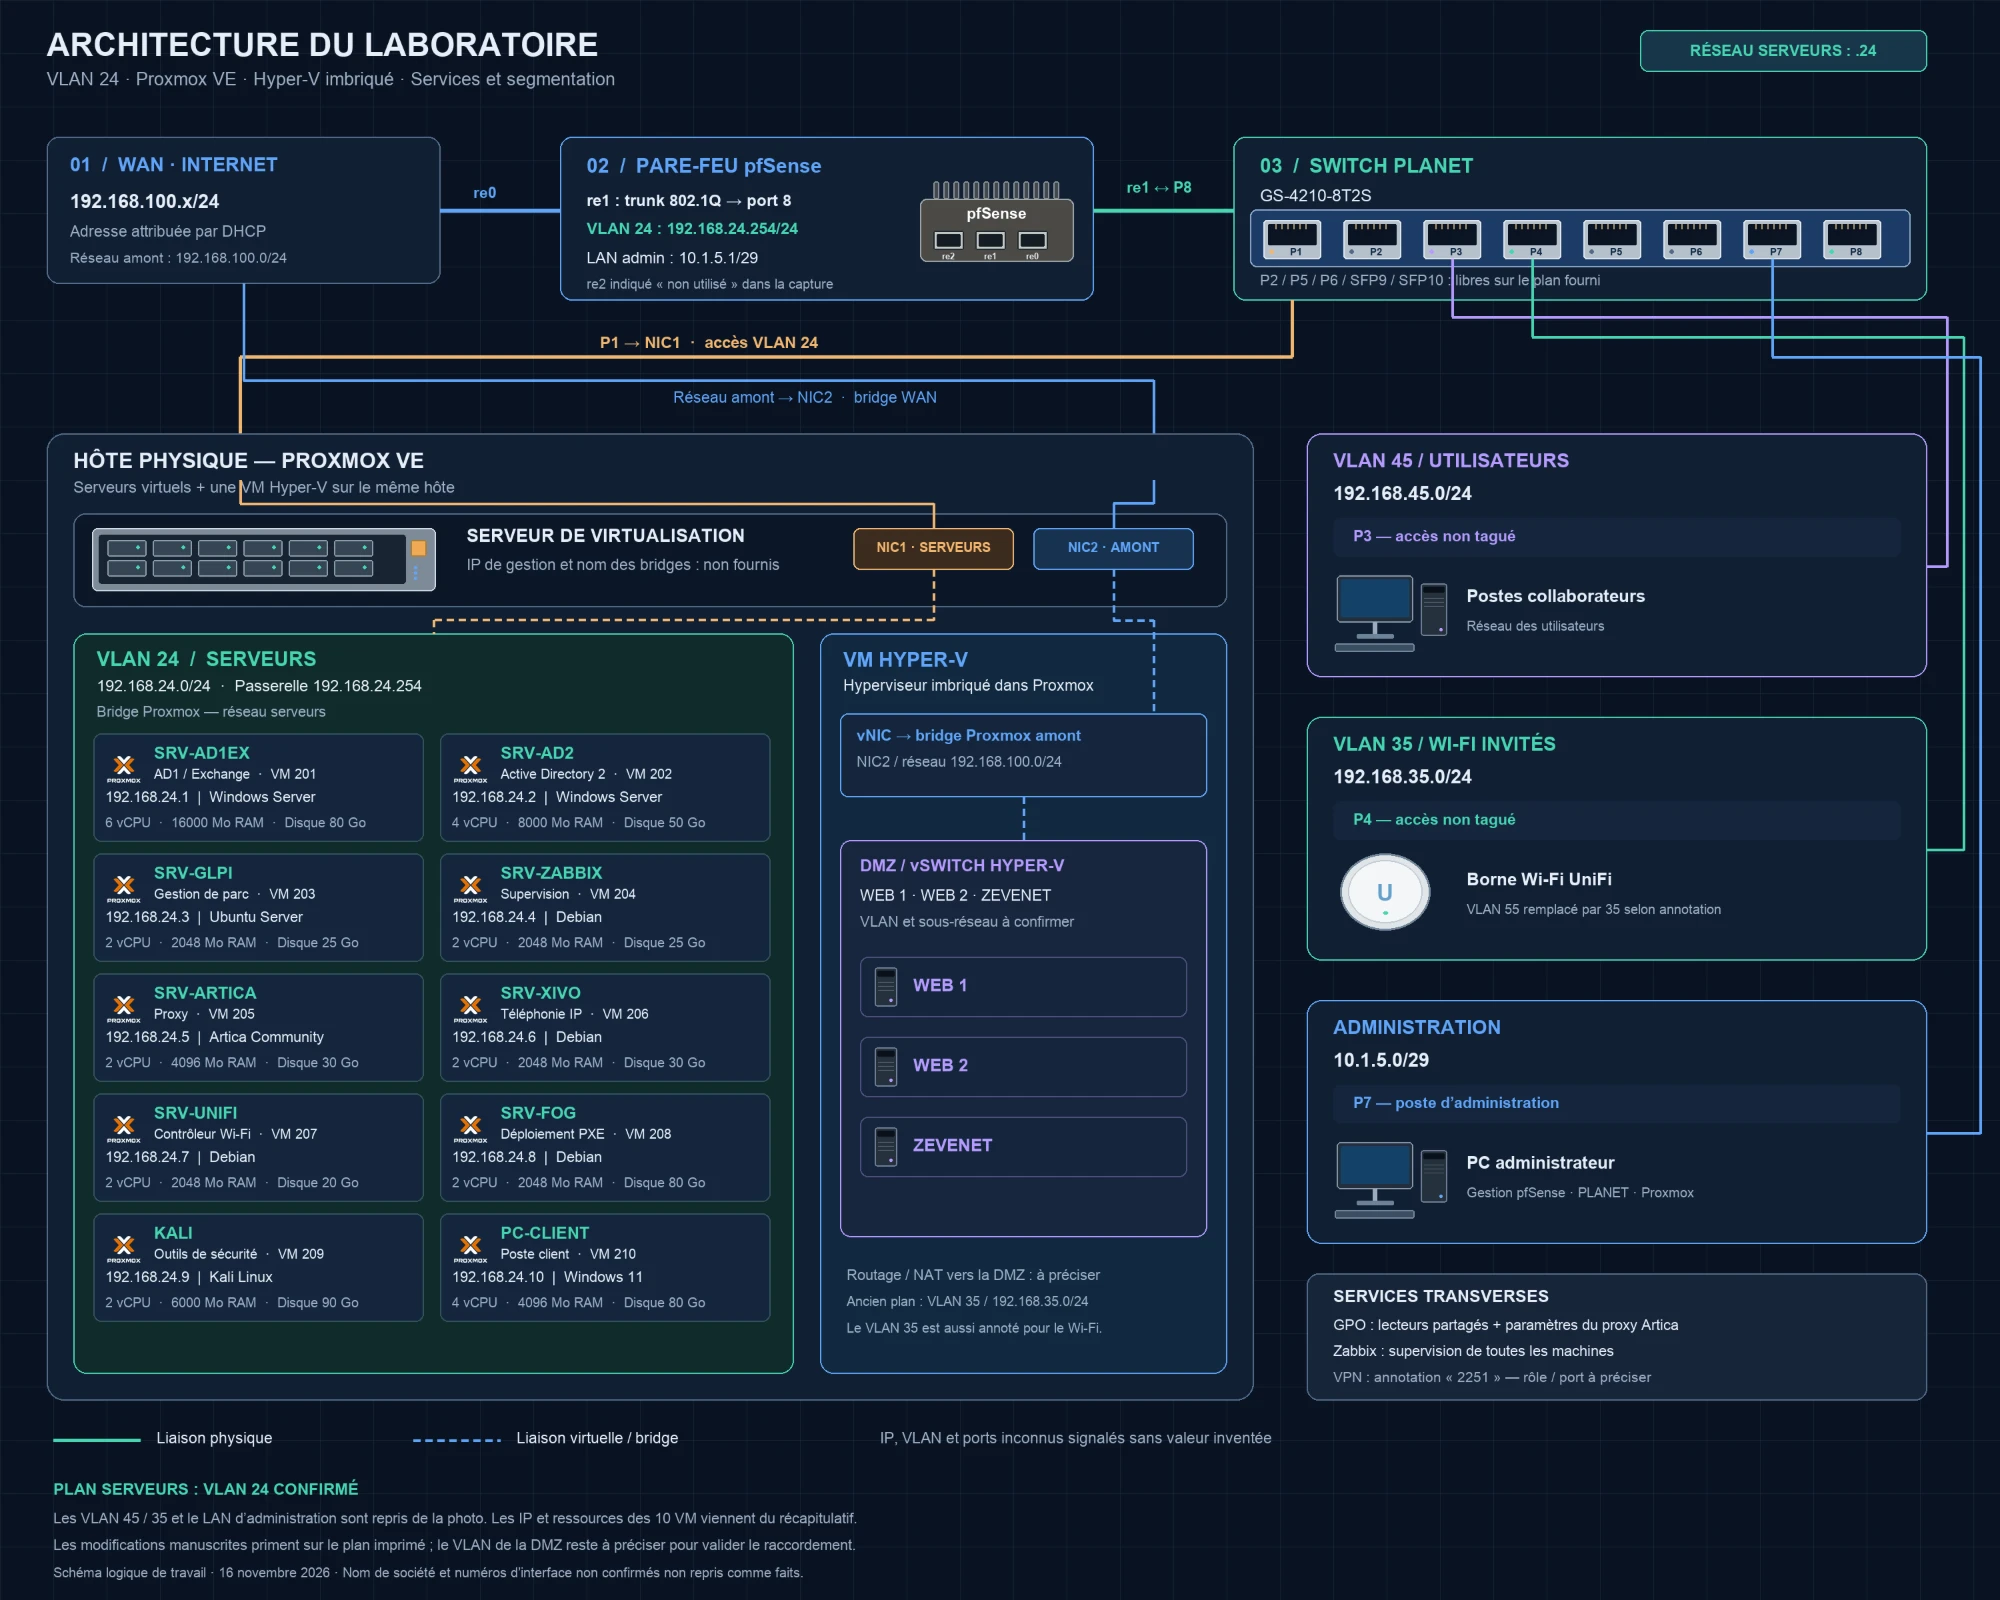 ARCHITECTURE DU LABORATOIRE
VLAN 24 · Proxmox VE · Hyper-V imbriqué · Services et segmentation
RÉSEAU SERVEURS : .24
01 / WAN · INTERNET
192.168.100.x/24
Adresse attribuée par DHCP
Réseau amont : 192.168.100.0/24
re0
02 / PARE-FEU pfSense
re1 : trunk 802.1Q → port 8
VLAN 24 : 192.168.24.254/24
LAN admin : 10.1.5.1/29
re2 indiqué « non utilisé » dans la capture
pfSense
re2 re1 re0
re1 ↔ P8
03 / SWITCH PLANET
GS-4210-8T2S
P1 P2 P3 P4 P5 P6 P7 P8
P2 / P5 / P6 / SFP9 / SFP10 : libres sur le plan fourni
P1 → NIC1 · accès VLAN 24
Réseau amont → NIC2 · bridge WAN
HÔTE PHYSIQUE — PROXMOX VE
Serveurs virtuels + une VM Hyper-V sur le même hôte
SERVEUR DE VIRTUALISATION
IP de gestion et nom des bridges : non fournis
NIC1 · SERVEURS
NIC2 · AMONT
VLAN 24 / SERVEURS
192.168.24.0/24 · Passerelle 192.168.24.254
Bridge Proxmox — réseau serveurs
PROXMOX
SRV-AD1EX
AD1 / Exchange · VM 201
192.168.24.1 | Windows Server
6 vCPU · 16000 Mo RAM · Disque 80 Go
PROXMOX
SRV-AD2
Active Directory 2 · VM 202
192.168.24.2 | Windows Server
4 vCPU · 8000 Mo RAM · Disque 50 Go
PROXMOX
SRV-GLPI
Gestion de parc · VM 203
192.168.24.3 | Ubuntu Server
2 vCPU · 2048 Mo RAM · Disque 25 Go
PROXMOX
SRV-ZABBIX
Supervision · VM 204
192.168.24.4 | Debian
2 vCPU · 2048 Mo RAM · Disque 25 Go
PROXMOX
SRV-ARTICA
Proxy · VM 205
192.168.24.5 | Artica Community
2 vCPU · 4096 Mo RAM · Disque 30 Go
PROXMOX
SRV-XIVO
Téléphonie IP · VM 206
192.168.24.6 | Debian
2 vCPU · 2048 Mo RAM · Disque 30 Go
PROXMOX
SRV-UNIFI
Contrôleur Wi-Fi · VM 207
192.168.24.7 | Debian
2 vCPU · 2048 Mo RAM · Disque 20 Go
PROXMOX
SRV-FOG
Déploiement PXE · VM 208
192.168.24.8 | Debian
2 vCPU · 2048 Mo RAM · Disque 80 Go
PROXMOX
KALI
Outils de sécurité · VM 209
192.168.24.9 | Kali Linux
2 vCPU · 6000 Mo RAM · Disque 90 Go
PROXMOX
PC-CLIENT
Poste client · VM 210
192.168.24.10 | Windows 11
4 vCPU · 4096 Mo RAM · Disque 80 Go
VM HYPER-V
Hyperviseur imbriqué dans Proxmox
vNIC → bridge Proxmox amont
NIC2 / réseau 192.168.100.0/24
DMZ / vSWITCH HYPER-V
WEB 1 · WEB 2 · ZEVENET
VLAN et sous-réseau à confirmer
WEB 1
WEB 2
ZEVENET
Routage / NAT vers la DMZ : à préciser
Ancien plan : VLAN 35 / 192.168.35.0/24
Le VLAN 35 est aussi annoté pour le Wi-Fi.
VLAN 45 / UTILISATEURS
192.168.45.0/24
P3 — accès non tagué
Postes collaborateurs
Réseau des utilisateurs
VLAN 35 / WI-FI INVITÉS
192.168.35.0/24
P4 — accès non tagué
U
Borne Wi-Fi UniFi
VLAN 55 remplacé par 35 selon annotation
ADMINISTRATION
10.1.5.0/29
P7 — poste d'administration
PC administrateur
Gestion pfSense · PLANET · Proxmox
SERVICES TRANSVERSES
GPO : lecteurs partagés + paramètres du proxy Artica
Zabbix : supervision de toutes les machines
VPN : annotation « 2251 » — rôle / port à préciser
Liaison physique
Liaison virtuelle / bridge
IP, VLAN et ports inconnus signalés sans valeur inventée
PLAN SERVEURS : VLAN 24 CONFIRMÉ
Les VLAN 45 / 35 et le LAN d'administration sont repris de la photo. Les IP et ressources des 10 VM viennent du récapitulatif.
Les modifications manuscrites priment sur le plan imprimé ; le VLAN de la DMZ reste à préciser pour valider le raccordement.
Schéma logique de travail · 16 novembre 2026 · Nom de société et numéros d'interface non confirmés non repris comme faits.